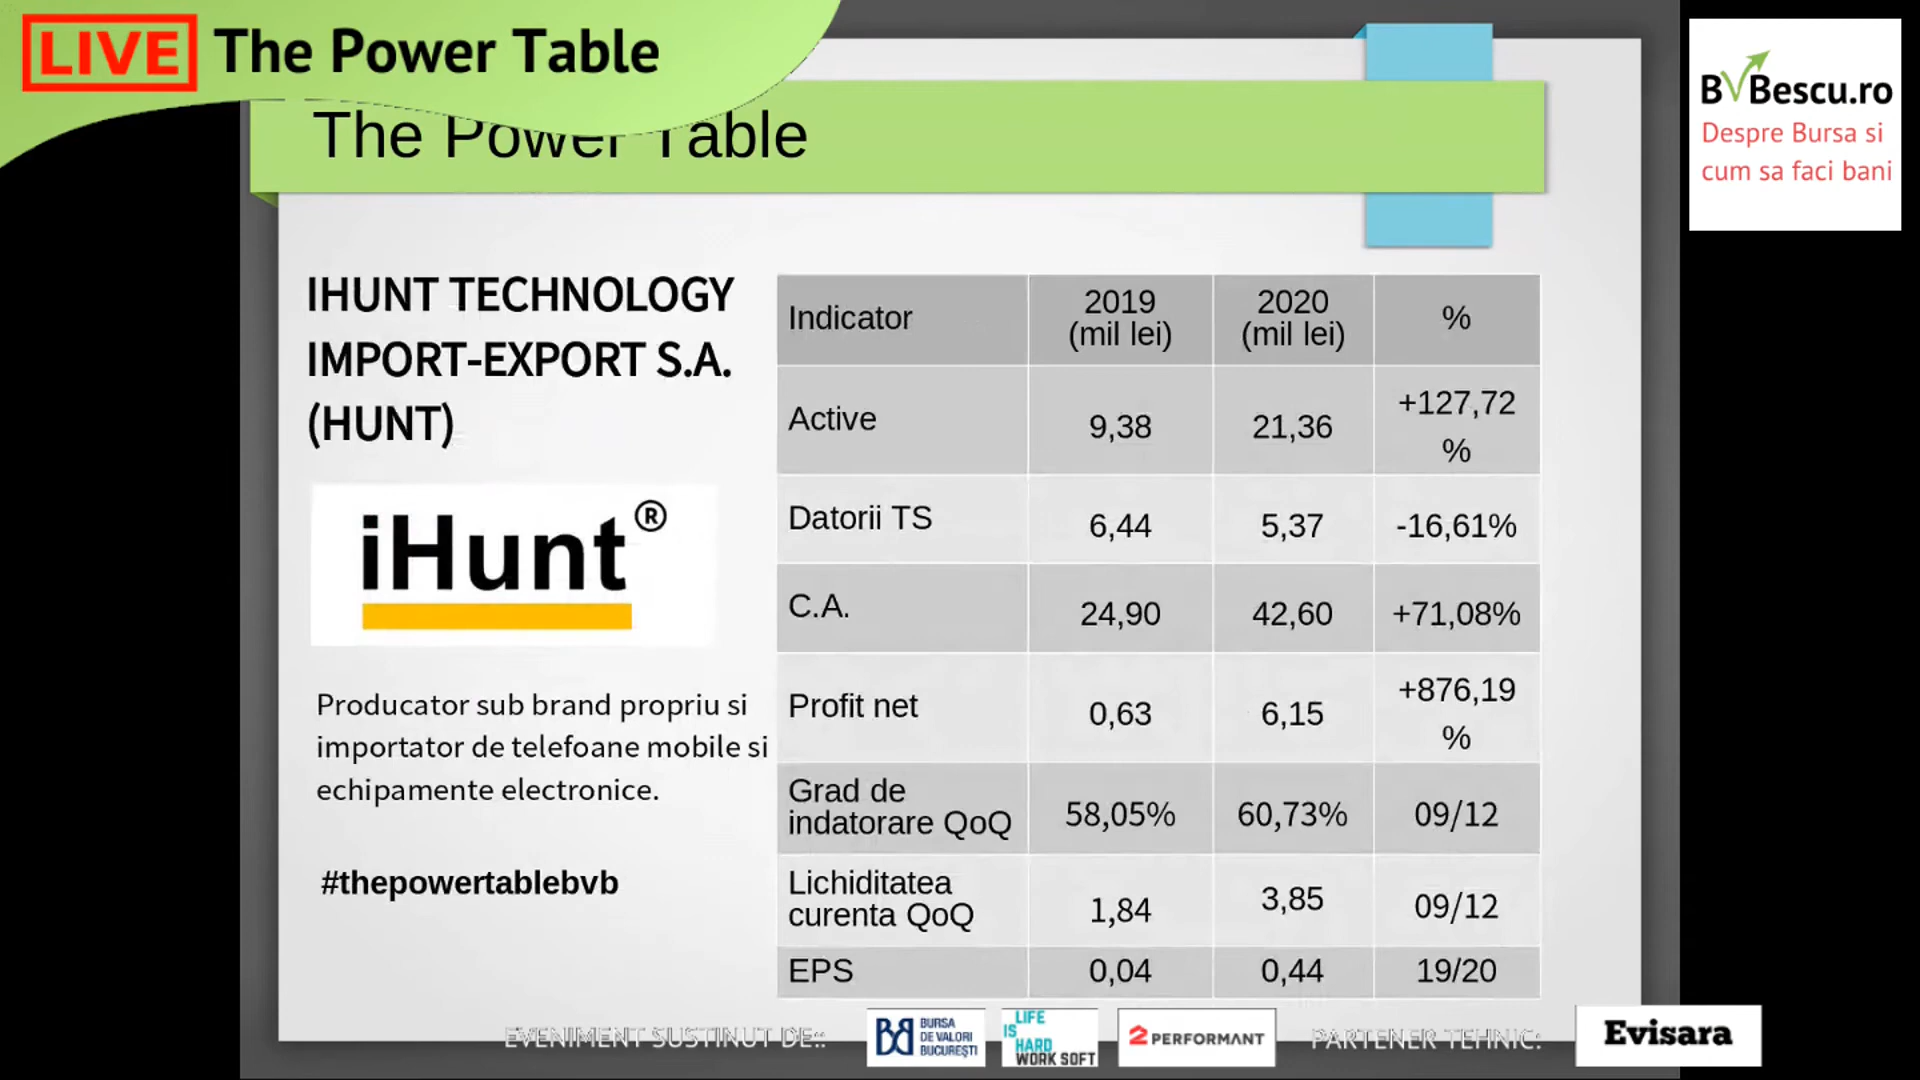 LIVE The Power Table
The Power Table
BVBescu.ro
Despre Bursa si
cum sa faci bani
IHUNT TECHNOLOGY
IMPORT-EXPORT S.A.
(HUNT)
iHunt®
Producator sub brand propriu si
importator de telefoane mobile si
echipamente electronice.
#thepowertablebvb
Indicator 2019 (mil lei) 2020 (mil lei) %
Active 9,38 21,36 +127,72 %
Datorii TS 6,44 5,37 -16,61%
C.A. 24,90 42,60 +71,08%
Profit net 0,63 6,15 +876,19 %
Grad de indatorare QoQ 58,05% 60,73% 09/12
Lichiditatea curenta QoQ 1,84 3,85 09/12
EPS 0,04 0,44 19/20
EVENIMENT SUSTINUT DE::
BURSA
DE VALORI
BUCUREȘTI
LIFE
IS
HARD
WORK SOFT
2PERFORMANT
PARTENER TEHNIC:
Evisara